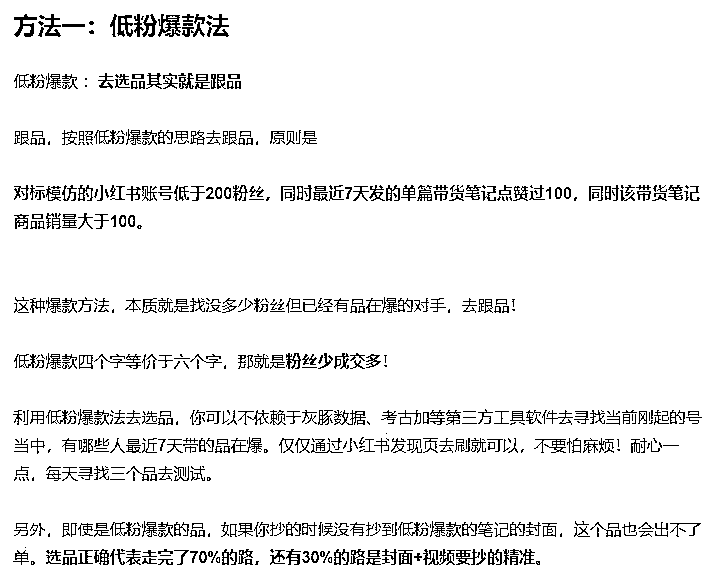 方法一：低粉爆款法
低粉爆款：去选品其实就是跟品
跟品，按照低粉爆款的思路去跟品，原则是
对标模仿的小红书账号低于200粉丝，同时最近7天发的单篇带货笔记点赞过100，同时该带货笔记
商品销量大于100。
这种爆款方法，本质就是找没多少粉丝但已经有品在爆的对手，去跟品！
低粉爆款四个字等价于六个字，那就是粉丝少成交多！
利用低粉爆款法去选品，你可以不依赖于灰豚数据、考古加等第三方工具软件去寻找当前刚起的号
当中，有哪些人最近7天带的品在爆。仅仅通过小红书发现页去刷就可以，不要怕麻烦！耐心一
点，每天寻找三个品去测试。
另外，即使是低粉爆款的品，如果你抄的时候没有抄到低粉爆款的笔记的封面，这个品也会出不了
单。选品正确代表走完了70%的路，还有30%的路是封面+视频要抄的精准。